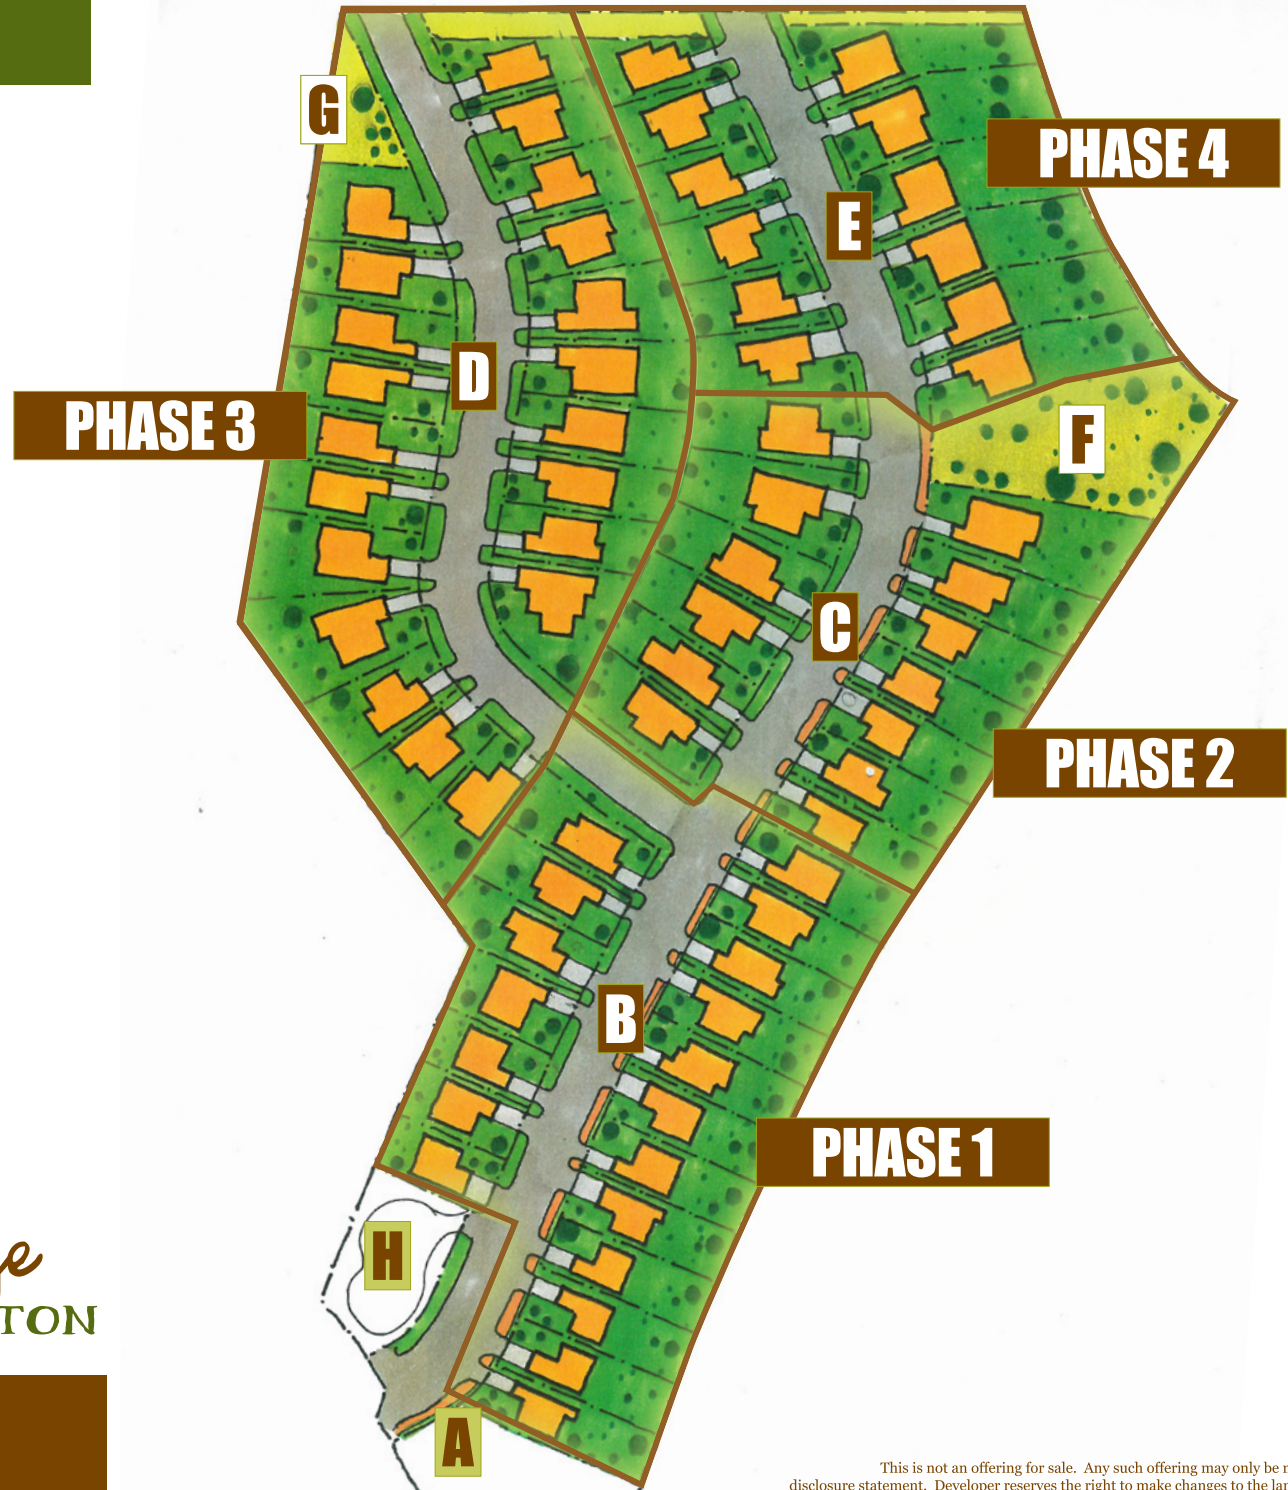 G
PHASE 4
E
D
PHASE 3
F
C
PHASE 2
B
PHASE 1
H
TON
A
This is not an offering for sale. Any such offering may only be
disclosure statement. Developer reserves the right to make changes to the